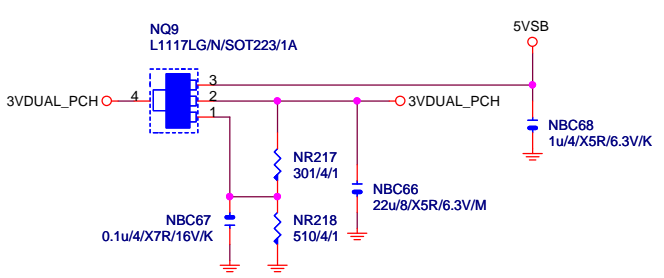 NQ9
L1117LG/N/SOT223/1A
5VSB
3VDUAL_PCH
4
3
2
1
3VDUAL_PCH
NBC68
1u/4/X5R/6.3V/K
NR217
301/4/1
NBC66
22u/8/X5R/6.3V/M
NBC67
0.1u/4/X7R/16V/K
NR218
510/4/1